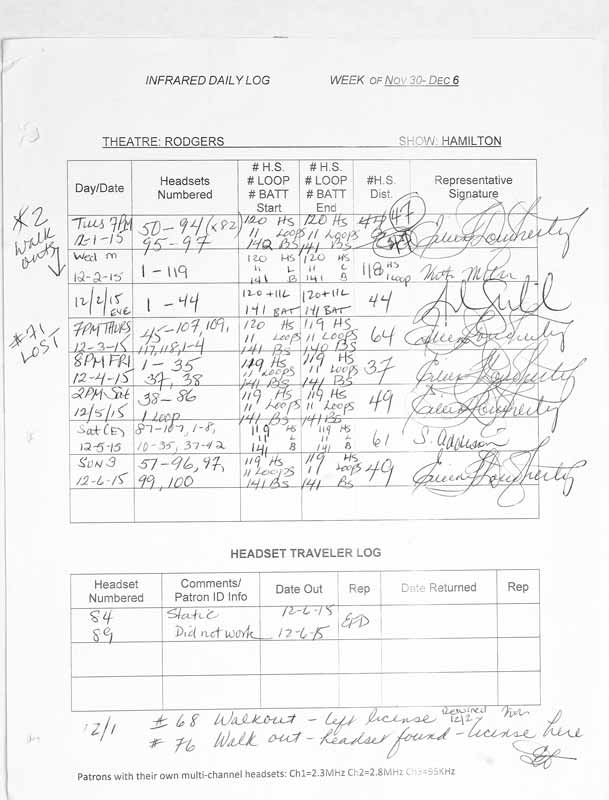 INFRARED DAILY LOG WEEK OF NOV 30- DEC 6
THEATRE: RODGERS SHOW: HAMILTON
Day/Date Headsets Numbered # H.S. # LOOP # BATT Start # H.S. # LOOP # BATT End #H.S. Dist. Representative Signature
*2 Walk outs
Tues 7PM 50-94 (x82) 120 Hs 120 Hs 47
12-1-15 95-97 11 Loops 11 Loops
142 Bs 141 Bs
Wed m 1-119 120 HS 120 HS 118 HS
12-2-15 11 L 11 L 1 Loop
141 B 141 B
12/2/15 EVE 1-44 120+11L 120+11L 44
141 BAT 141 BAT
#71 LOST
7PM THURS 45-107, 109, 120 Hs 119 Hs 64 Eileen Dougherty
12-3-15 117, 118, 1-4 11 Loops 11 Loops
141 Bs 140 Bs
8PM FRI 1-35 119 Hs 119 Hs 37 Eileen Dougherty
12-4-15 37, 38 11 Loops 11 Loops
141 Bs 141 Bs
2PM Sat 38-86 119 Hs 119 Hs 49 Eileen Dougherty
12/5/15 1 Loop 11 Loops 11 Loops
141 Bs 141 Bs
Sat (E) 87-107, 1-8, 119 HS 119 HS 61 S. Addison
12-5-15 10-35, 37-42 11 L 11 L
141 B 141 B
SUN 3 57-96, 97, 119 Hs 119 Hs 49 Eileen Dougherty
12-6-15 99, 100 11 Loops 11 Loops
141 Bs 141 Bs
HEADSET TRAVELER LOG
Headset Numbered Comments/ Patron ID Info Date Out Rep Date Returned Rep
84 Static 12-6-15 EPD
89 Did not work 12-6-15
12/1 # 68 Walkout - left license Returned 12/2
# 76 Walk out - headset found - license here
Patrons with their own multi-channel headsets: Ch1=2.3MHz Ch2=2.8MHz Ch3=95KHz